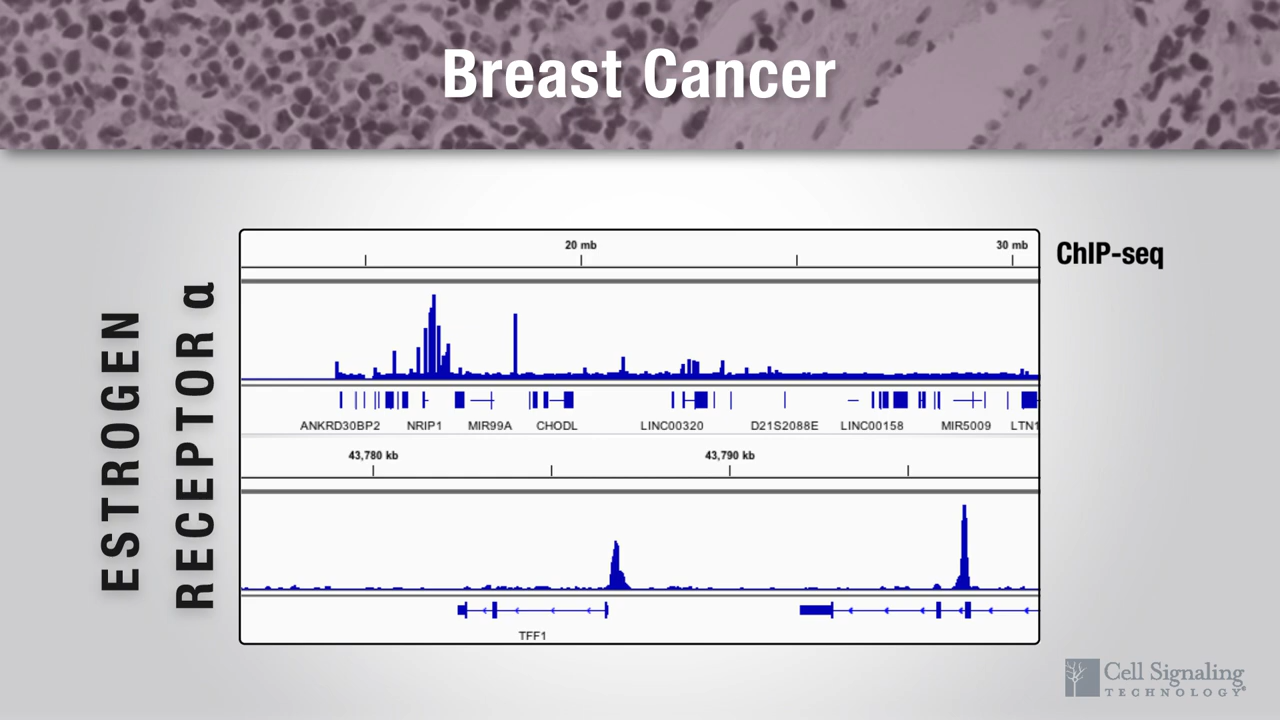 Breast Cancer
ESTROGEN
RECEPTOR α
ChIP-seq
20 mb 30 mb
ANKRD30BP2 NRIP1 MIR99A CHODL LINC00320 D21S2088E LINC00158 MIR5009 LTN1
43,780 kb 43,790 kb
TFF1
Cell Signaling
TECHNOLOGY®